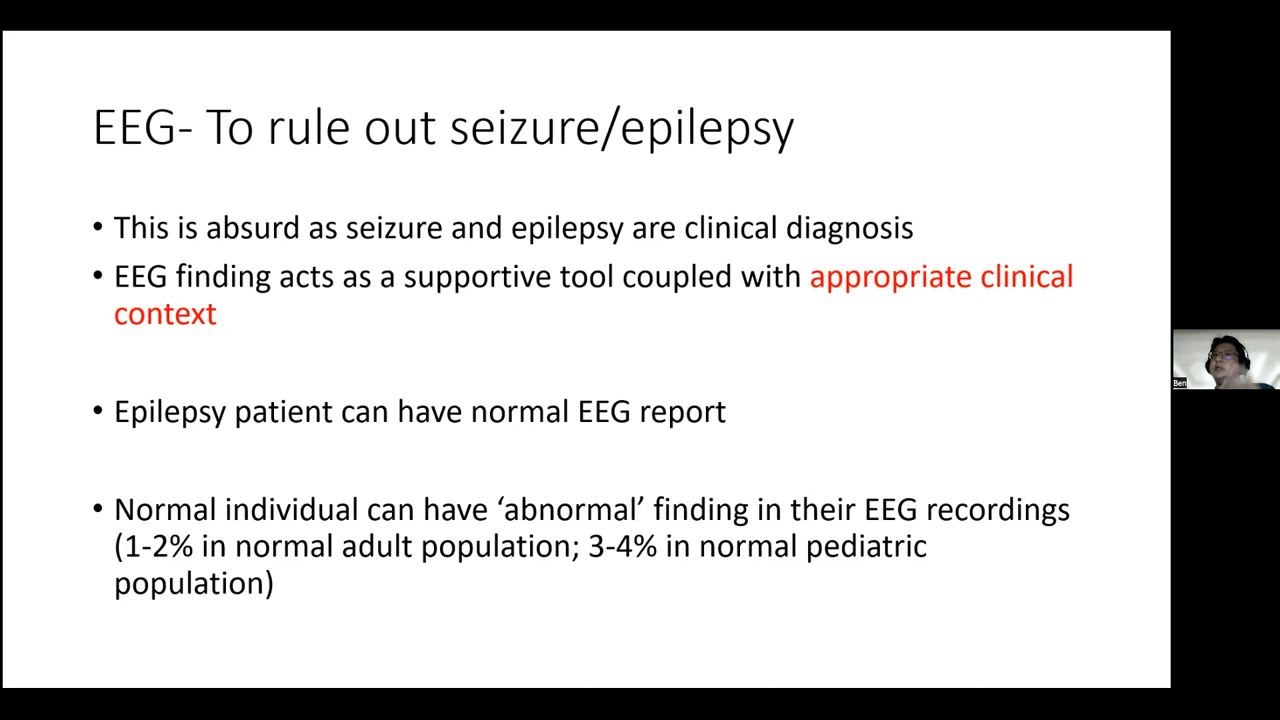 EEG- To rule out seizure/epilepsy
• This is absurd as seizure and epilepsy are clinical diagnosis
• EEG finding acts as a supportive tool coupled with appropriate clinical
context
• Epilepsy patient can have normal EEG report
• Normal individual can have ‘abnormal’ finding in their EEG recordings
(1-2% in normal adult population; 3-4% in normal pediatric
population)
Ben